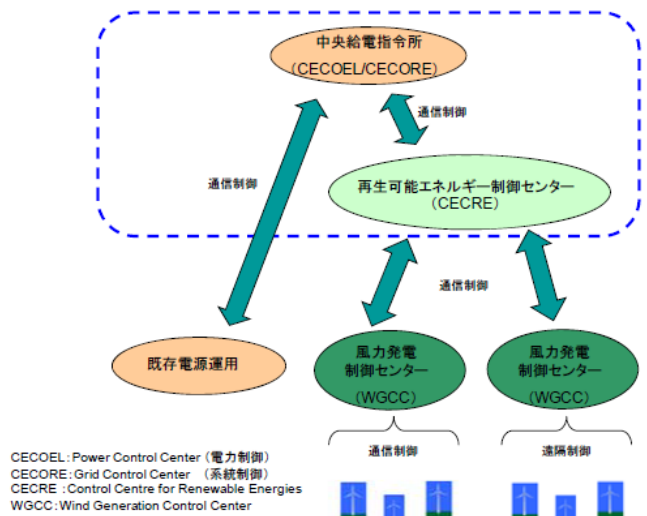 中央給電指令所
(CECOEL/CECORE)
通信制御
通信制御
再生可能エネルギー制御センター
(CECRE)
通信制御
既存電源運用
風力発電
制御センター
(WGCC)
風力発電
制御センター
(WGCC)
通信制御
遠隔制御
CECOEL:Power Control Center (電力制御)
CECORE:Grid Control Center (系統制御)
CECRE :Control Centre for Renewable Energies
WGCC:Wind Generation Control Center